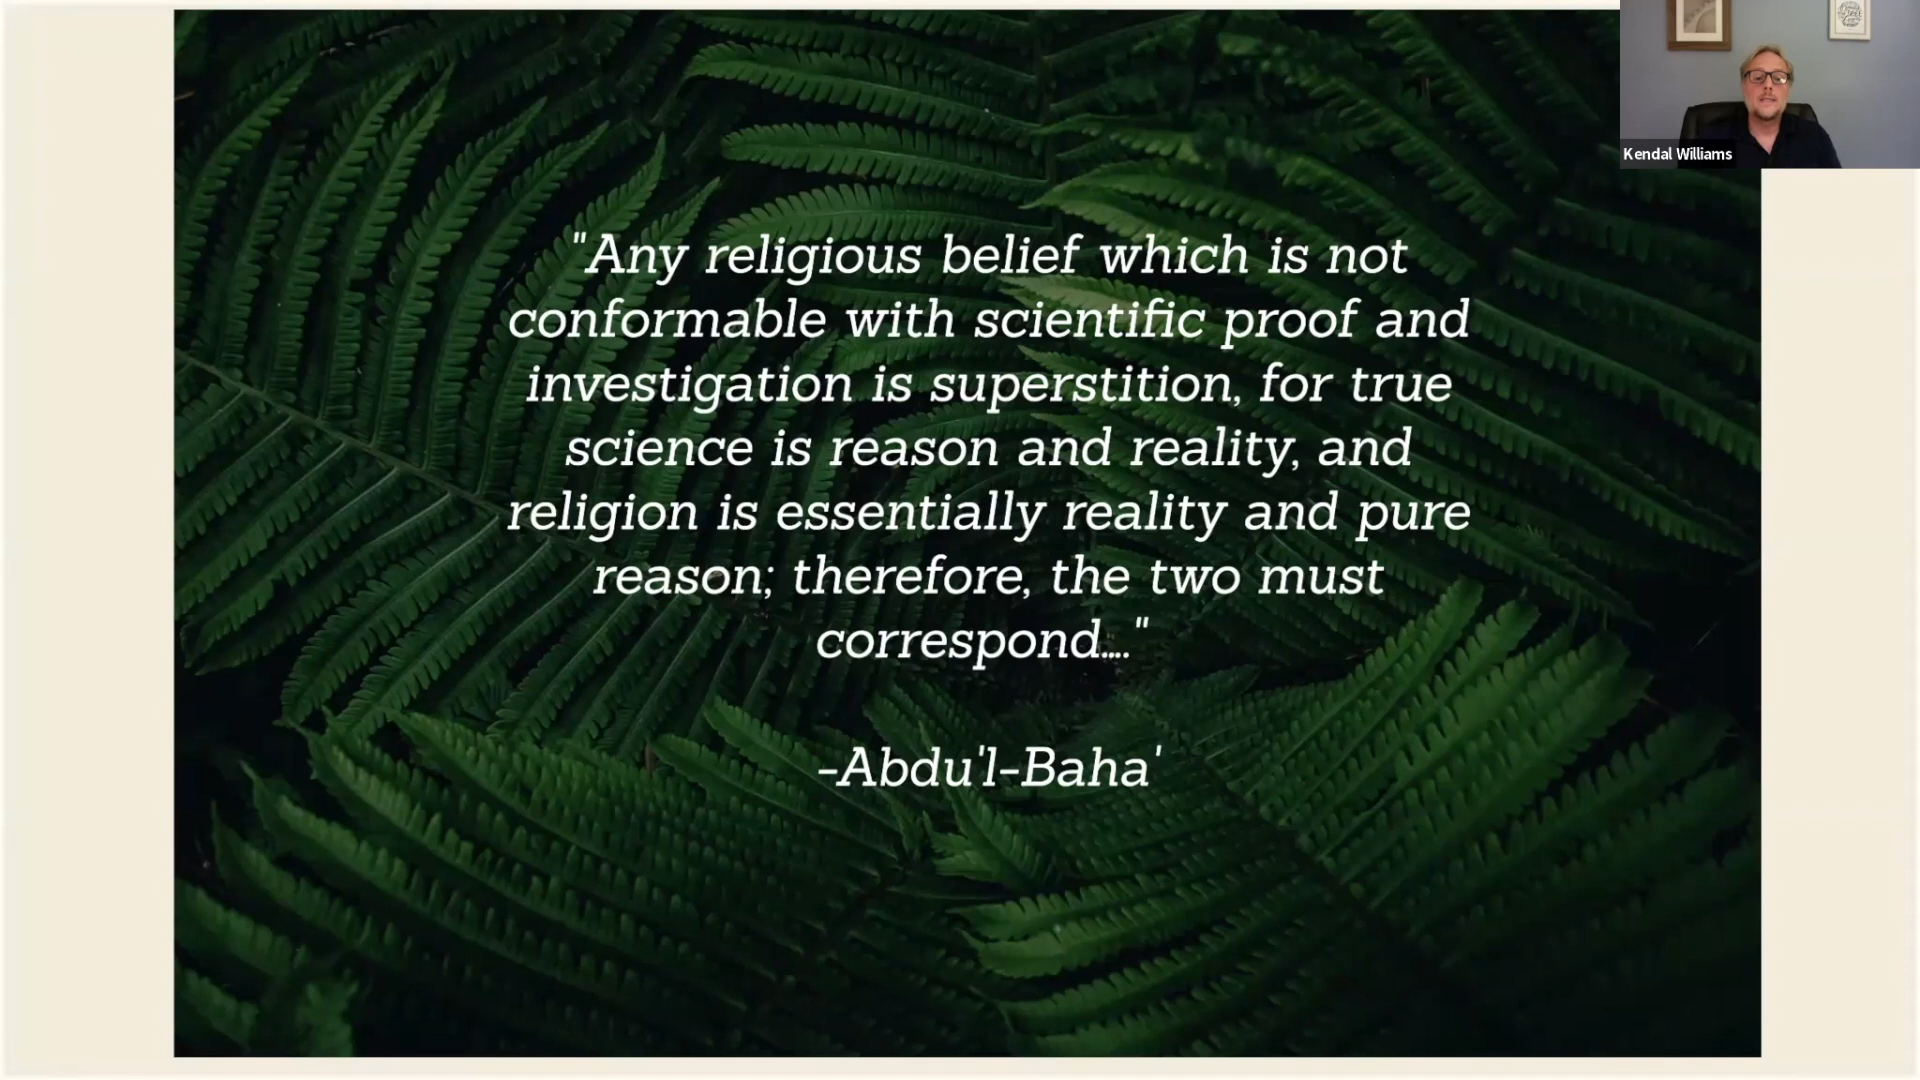 Kendal Williams
"Any religious belief which is not
conformable with scientific proof and
investigation is superstition, for true
science is reason and reality, and
religion is essentially reality and pure
reason; therefore, the two must
correspond...."
-Abdu'l-Baha'